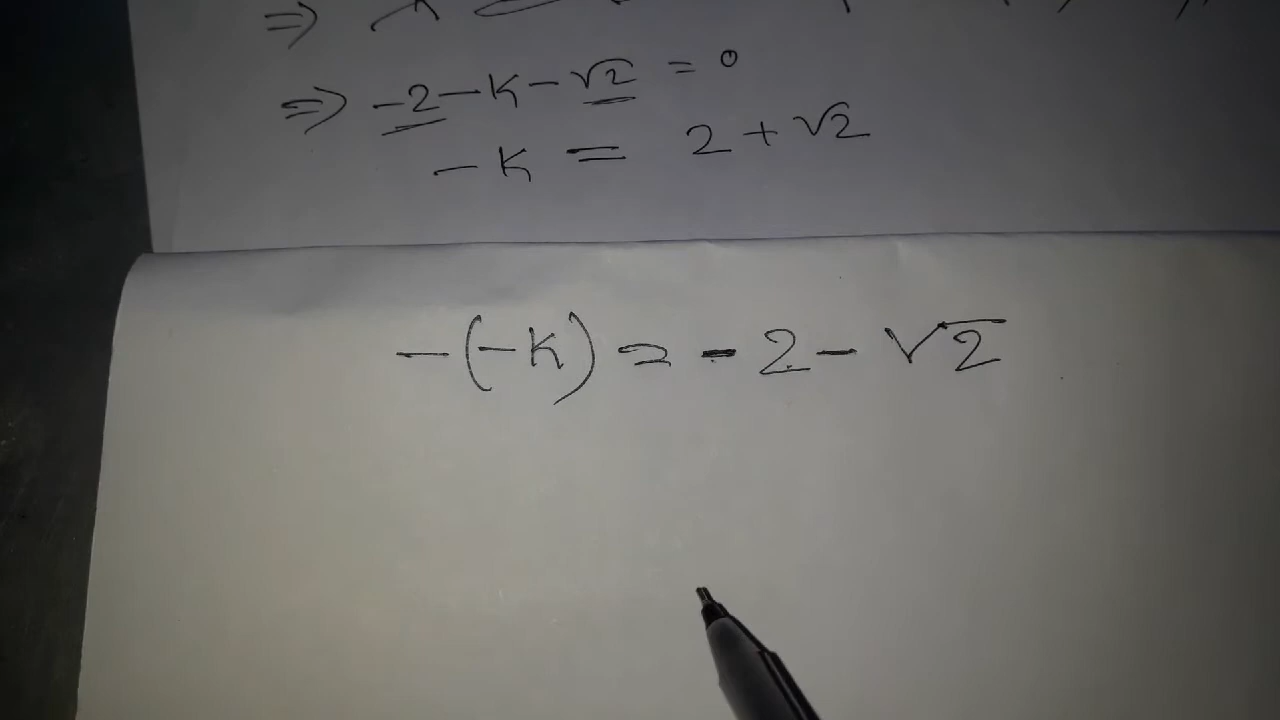 ⇒ -2 - K - √2 = 0
- K = 2 + √2
-(-K) = - 2 - √2